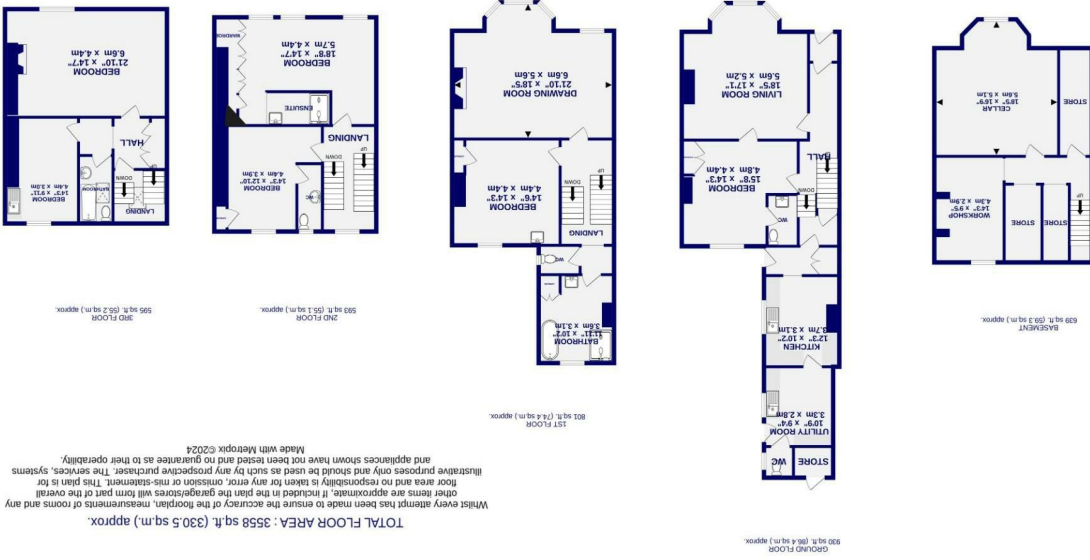 BASEMENT
639 sq.ft. (59.3 sq.m.) approx.
STORE
STORE
WORKSHOP
14'3" x 9'5"
4.3m x 2.9m
UP
STORE
CELLAR
18'5" x 16'9"
5.6m x 5.1m
GROUND FLOOR
930 sq.ft. (86.4 sq.m.) approx.
STORE
WC
UTILITY ROOM
10'9" x 9'4"
3.3m x 2.8m
KITCHEN
12'3" x 10'2"
3.7m x 3.1m
WC
DOWN
UP
HALL
BEDROOM
15'8" x 14'3"
4.8m x 4.4m
LIVING ROOM
18'5" x 17'1"
5.6m x 5.2m
1ST FLOOR
801 sq.ft. (74.4 sq.m.) approx.
BATHROOM
11'11" x 10'2"
3.6m x 3.1m
WC
LANDING
DOWN
UP
BEDROOM
14'6" x 14'3"
4.4m x 4.4m
DRAWING ROOM
21'10" x 18'5"
6.6m x 5.6m
2ND FLOOR
593 sq.ft. (55.1 sq.m.) approx.
WC
BEDROOM
14'3" x 12'10"
4.4m x 3.9m
DOWN
UP
LANDING
ENSUITE
BEDROOM
18'8" x 14'7"
5.7m x 4.4m
WARDROBE
3RD FLOOR
595 sq.ft. (55.2 sq.m.) approx.
LANDING
DOWN
UP
BATHROOM
BEDROOM
14'3" x 9'11"
4.4m x 3.0m
HALL
BEDROOM
21'10" x 14'7"
6.6m x 4.4m
TOTAL FLOOR AREA : 3558 sq.ft. (330.5 sq.m.) approx.
Whilst every attempt has been made to ensure the accuracy of the floorplan, measurements of rooms and any
other items are approximate, if included in the plan the garage/stores will form part of the overall
floor area and no responsibility is taken for any error, omission or mis-statement. This plan is for
illustrative purposes only and should be used as such by any prospective purchaser. The services, systems
and appliances shown have not been tested and no guarantee as to their operability.
Made with Metropix ©2024